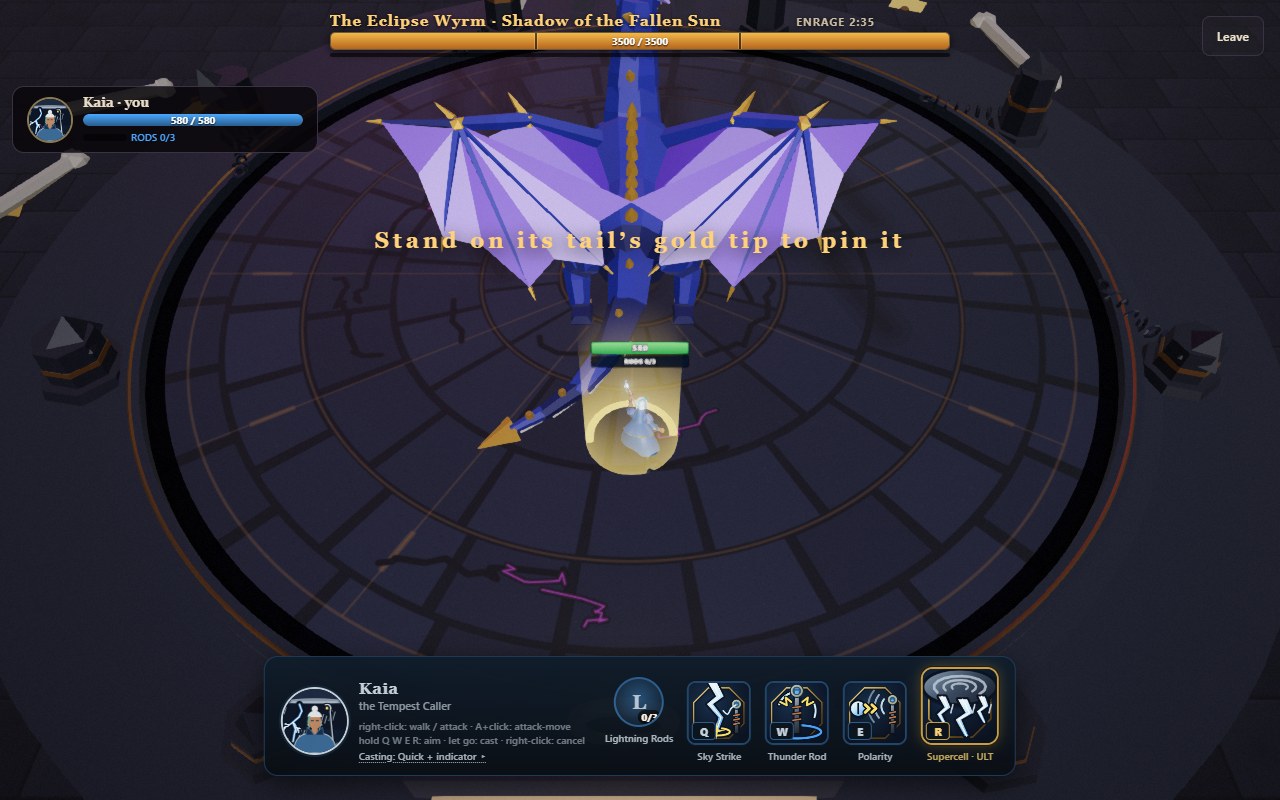 The Eclipse Wyrm - Shadow of the Fallen Sun
ENRAGE 2:35
3500 / 3500
Leave
Kaia · you
580 / 580
RODS 0/3
Stand on its tail's gold tip to pin it
580
RODS 0/3
Kaia
the Tempest Caller
right-click: walk / attack · A+click: attack-move
hold Q W E R: aim · let go: cast · right-click: cancel
Casting: Quick + indicator
L
0/3
Lightning Rods
Q
Sky Strike
W
Thunder Rod
E
Polarity
R
Supercell · ULT